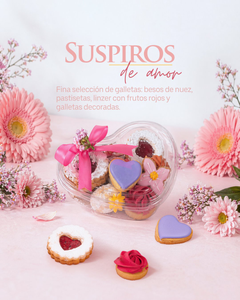 SUSPIROS
de amor
Fina selección de galletas; besos de nuez,
pastisetas, linzer con frutos rojos y
galletas decoradas.